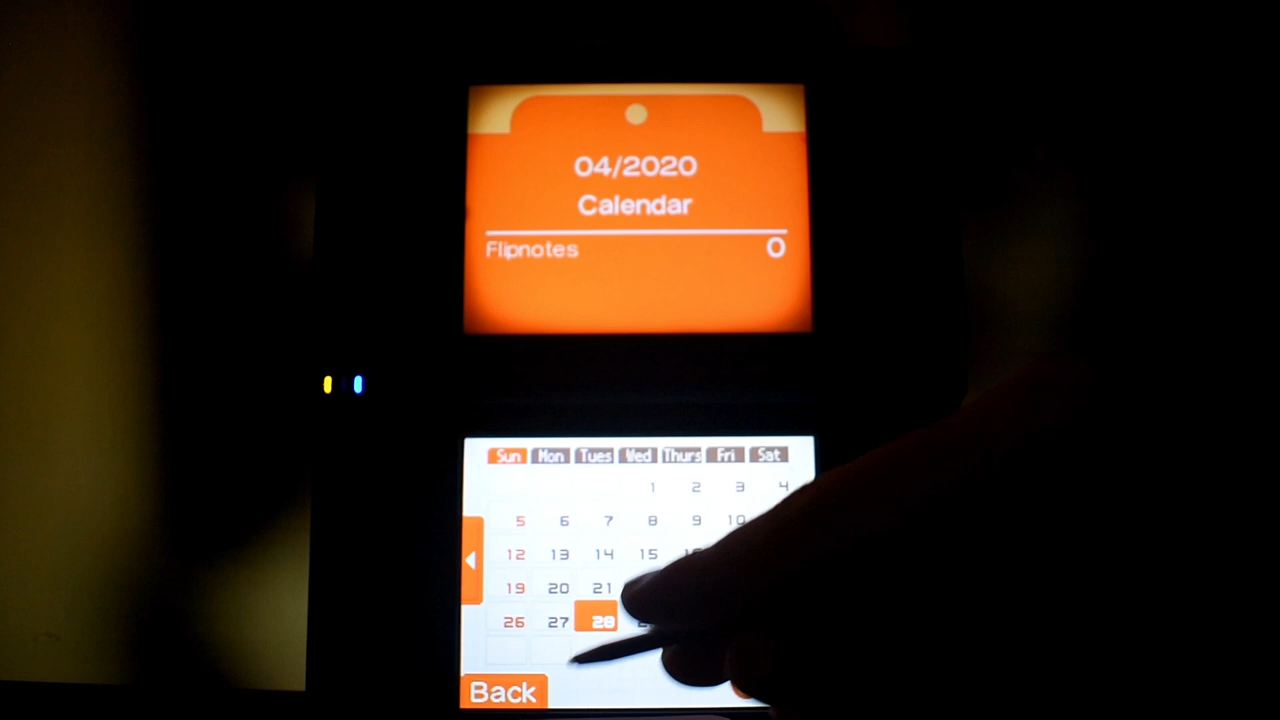 04/2020
Calendar
Flipnotes 0
Sun Mon Tues Wed Thurs Fri Sat
1 2 3 4
5 6 7 8 9 10
12 13 14 15
19 20 21
26 27 28
Back